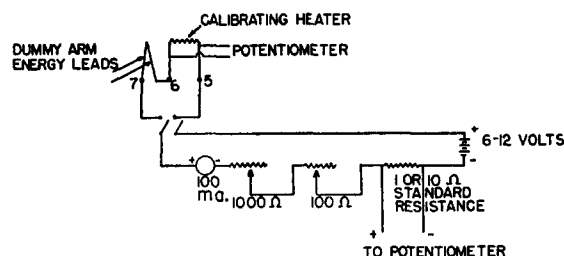 CALIBRATING HEATER
POTENTIOMETER
DUMMY ARM
ENERGY LEADS
7
6
5
+
6-12 VOLTS
-
+
-
100
ma.
1000 Ω
100 Ω
1 OR 10 Ω
STANDARD
RESISTANCE
+
-
TO POTENTIOMETER